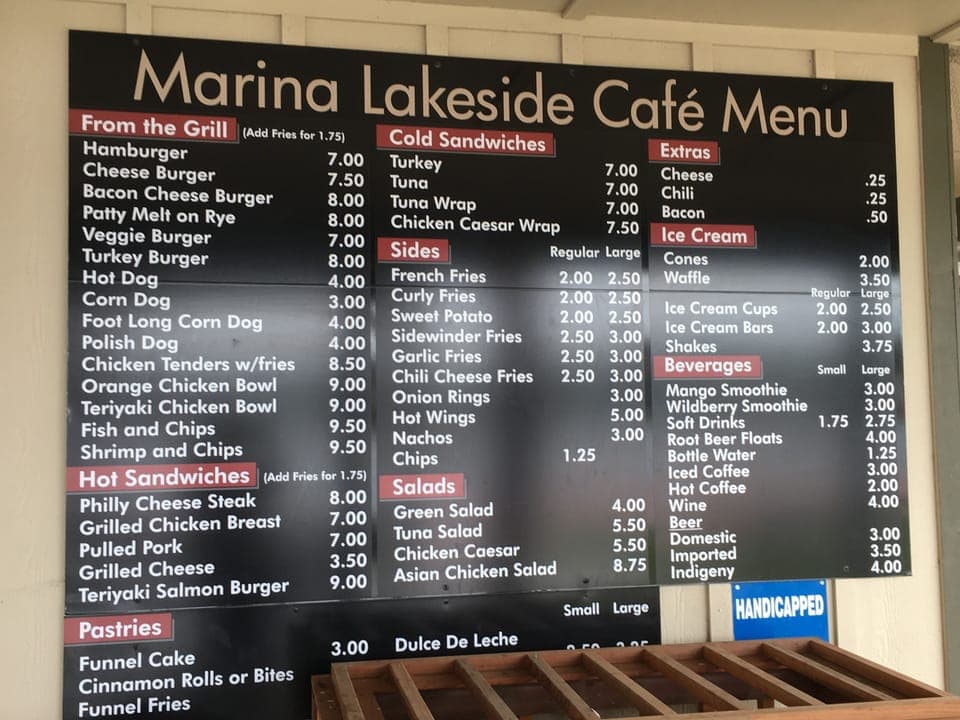 Marina Lakeside Café Menu
From the Grill (Add Fries for 1.75)
Hamburger 7.00
Cheese Burger 7.50
Bacon Cheese Burger 8.00
Patty Melt on Rye 8.00
Veggie Burger 7.00
Turkey Burger 8.00
Hot Dog 4.00
Corn Dog 3.00
Foot Long Corn Dog 4.00
Polish Dog 4.00
Chicken Tenders w/fries 8.50
Orange Chicken Bowl 9.00
Teriyaki Chicken Bowl 9.00
Fish and Chips 9.50
Shrimp and Chips 9.50
Hot Sandwiches (Add Fries for 1.75)
Philly Cheese Steak 8.00
Grilled Chicken Breast 7.00
Pulled Pork 7.00
Grilled Cheese 3.50
Teriyaki Salmon Burger 9.00
Cold Sandwiches
Turkey 7.00
Tuna 7.00
Tuna Wrap 7.00
Chicken Caesar Wrap 7.50
Sides Regular Large
French Fries 2.00 2.50
Curly Fries 2.00 2.50
Sweet Potato 2.00 2.50
Sidewinder Fries 2.50 3.00
Garlic Fries 2.50 3.00
Chili Cheese Fries 2.50 3.00
Onion Rings 3.00
Hot Wings 5.00
Nachos 3.00
Chips 1.25
Salads
Green Salad 4.00
Tuna Salad 5.50
Chicken Caesar 5.50
Asian Chicken Salad 8.75
Extras
Cheese .25
Chili .25
Bacon .50
Ice Cream
Cones 2.00
Waffle 3.50
Regular Large
Ice Cream Cups 2.00 2.50
Ice Cream Bars 2.00 3.00
Shakes 3.75
Beverages Small Large
Mango Smoothie 3.00
Wildberry Smoothie 3.00
Soft Drinks 1.75 2.75
Root Beer Floats 4.00
Bottle Water 1.25
Iced Coffee 3.00
Hot Coffee 2.00
Wine 4.00
Beer
Domestic 3.00
Imported 3.50
Indigeny 4.00
Pastries
Funnel Cake 3.00
Cinnamon Rolls or Bites
Funnel Fries
Small Large
Dulce De Leche
HANDICAPPED